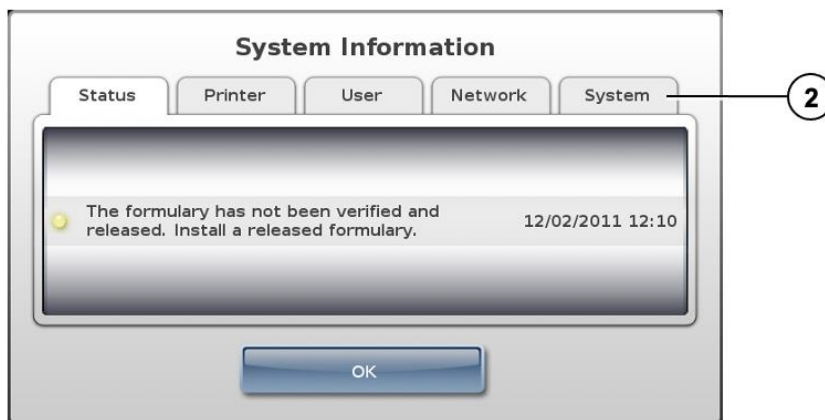 System Information
Status Printer User Network System
2
The formulary has not been verified and
released. Install a released formulary.
12/02/2011 12:10
OK